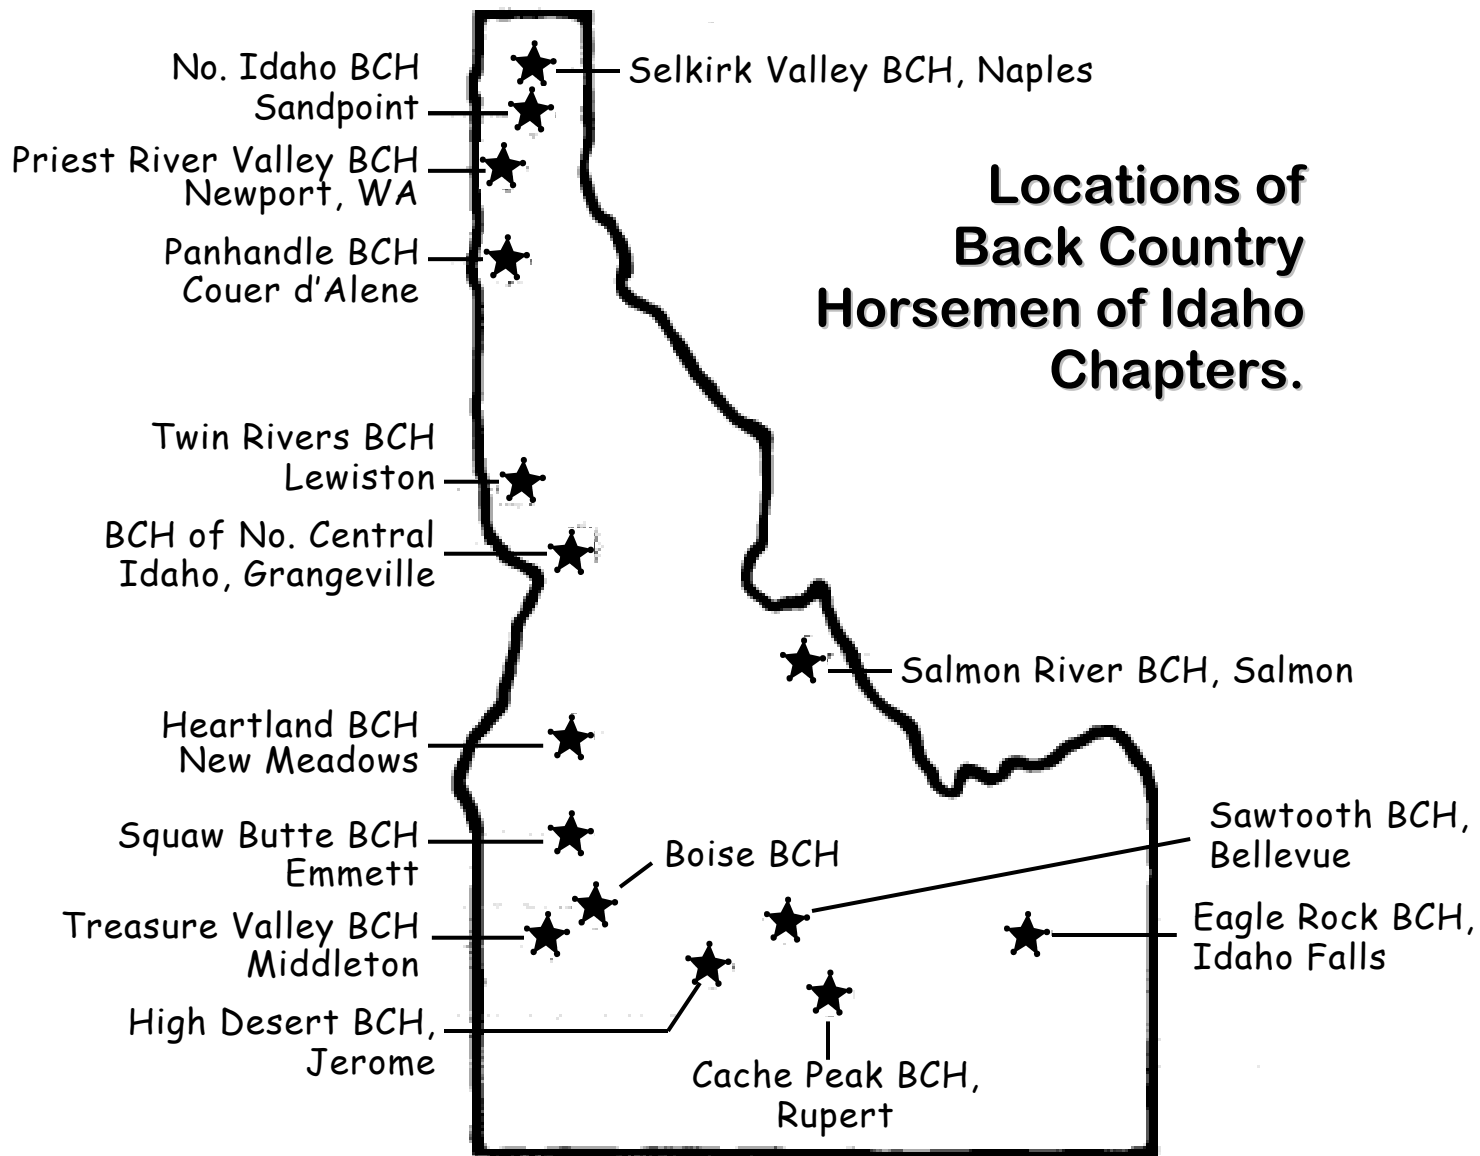 No. Idaho BCH
Sandpoint
Selkirk Valley BCH, Naples
Priest River Valley BCH
Newport, WA
Panhandle BCH
Couer d'Alene
Locations of
Back Country
Horsemen of Idaho
Chapters.
Twin Rivers BCH
Lewiston
BCH of No. Central
Idaho, Grangeville
Salmon River BCH, Salmon
Heartland BCH
New Meadows
Squaw Butte BCH
Emmett
Boise BCH
Sawtooth BCH,
Bellevue
Treasure Valley BCH
Middleton
Eagle Rock BCH,
Idaho Falls
High Desert BCH,
Jerome
Cache Peak BCH,
Rupert